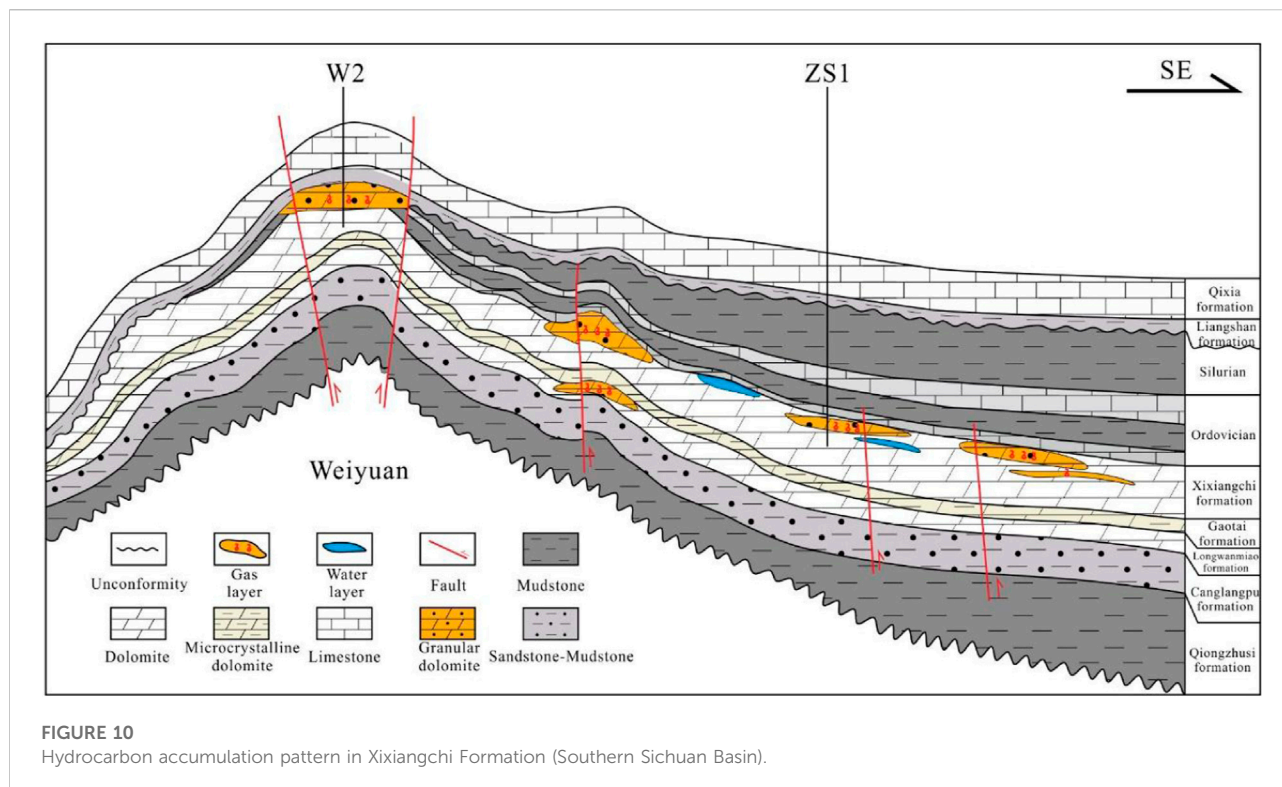 W2
ZS1
SE
Qixia
formation
Liangshan
formation
Silurian
Ordovician
Xixiangchi
formation
Gaotai
formation
Longwanmiao
formation
Canglangpu
formation
Qiongzhusi
formation
Weiyuan
Unconformity
Gas
layer
Water
layer
Fault
Mudstone
Dolomite
Microcrystalline
dolomite
Limestone
Granular
dolomite
Sandstone-Mudstone
FIGURE 10
Hydrocarbon accumulation pattern in Xixiangchi Formation (Southern Sichuan Basin).